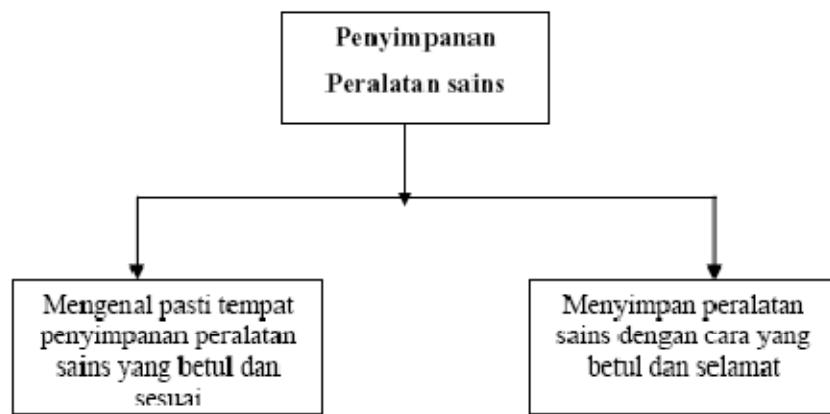 Penyimpanan
Peralatan sains
Mengenal pasti tempat
penyimpanan peralatan
sains yang betul dan
sesuai
Menyimpan peralatan
sains dengan cara yang
betul dan selamat